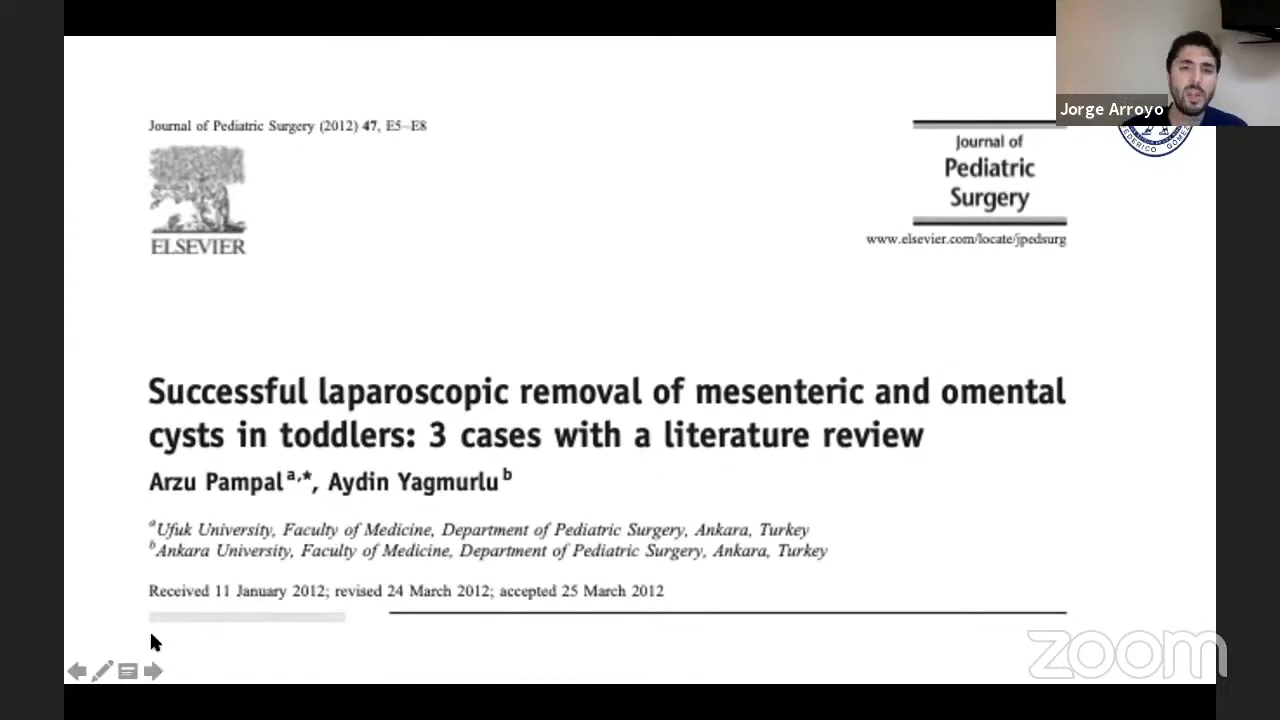 Jorge Arroyo
Journal of Pediatric Surgery (2012) 47, E5–E8
ELSEVIER
Journal of
Pediatric
Surgery
www.elsevier.com/locate/jpedsurg
Successful laparoscopic removal of mesenteric and omental
cysts in toddlers: 3 cases with a literature review
Arzu Pampal a,*, Aydin Yagmurlu b
a Ufuk University, Faculty of Medicine, Department of Pediatric Surgery, Ankara, Turkey
b Ankara University, Faculty of Medicine, Department of Pediatric Surgery, Ankara, Turkey
Received 11 January 2012; revised 24 March 2012; accepted 25 March 2012
zoom